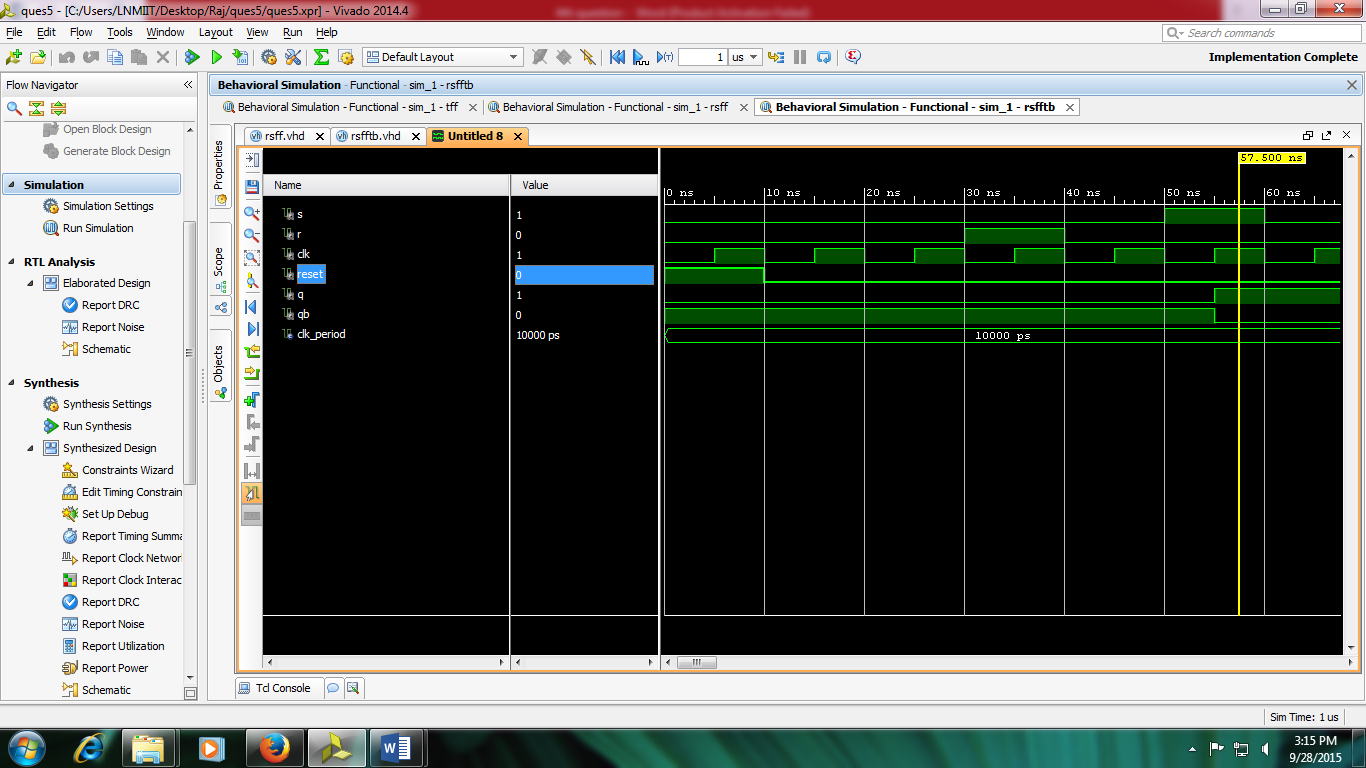 ques5 - [C:/Users/LNMIIT/Desktop/Raj/ques5/ques5.xpr] - Vivado 2014.4
File Edit Flow Tools Window Layout View Run Help
Search commands
Default Layout 1 us
Implementation Complete
Flow Navigator
Open Block Design
Generate Block Design
Simulation
Simulation Settings
Run Simulation
RTL Analysis
Elaborated Design
Report DRC
Report Noise
Schematic
Synthesis
Synthesis Settings
Run Synthesis
Synthesized Design
Constraints Wizard
Edit Timing Constrain
Set Up Debug
Report Timing Summa
Report Clock Networ
Report Clock Interac
Report DRC
Report Noise
Report Utilization
Report Power
Schematic
Behavioral Simulation - Functional - sim_1 - rsfftb
Behavioral Simulation - Functional - sim_1 - tff
Behavioral Simulation - Functional - sim_1 - rsff
Behavioral Simulation - Functional - sim_1 - rsfftb
Properties
Scope
Objects
rsff.vhd
rsfftb.vhd
Untitled 8
57.500 ns
Name Value
0 ns 10 ns 20 ns 30 ns 40 ns 50 ns 60 ns
s 1
r 0
clk 1
reset 0
q 1
qb 0
clk_period 10000 ps
10000 ps
Tcl Console
Sim Time: 1 us
3:15 PM
9/28/2015